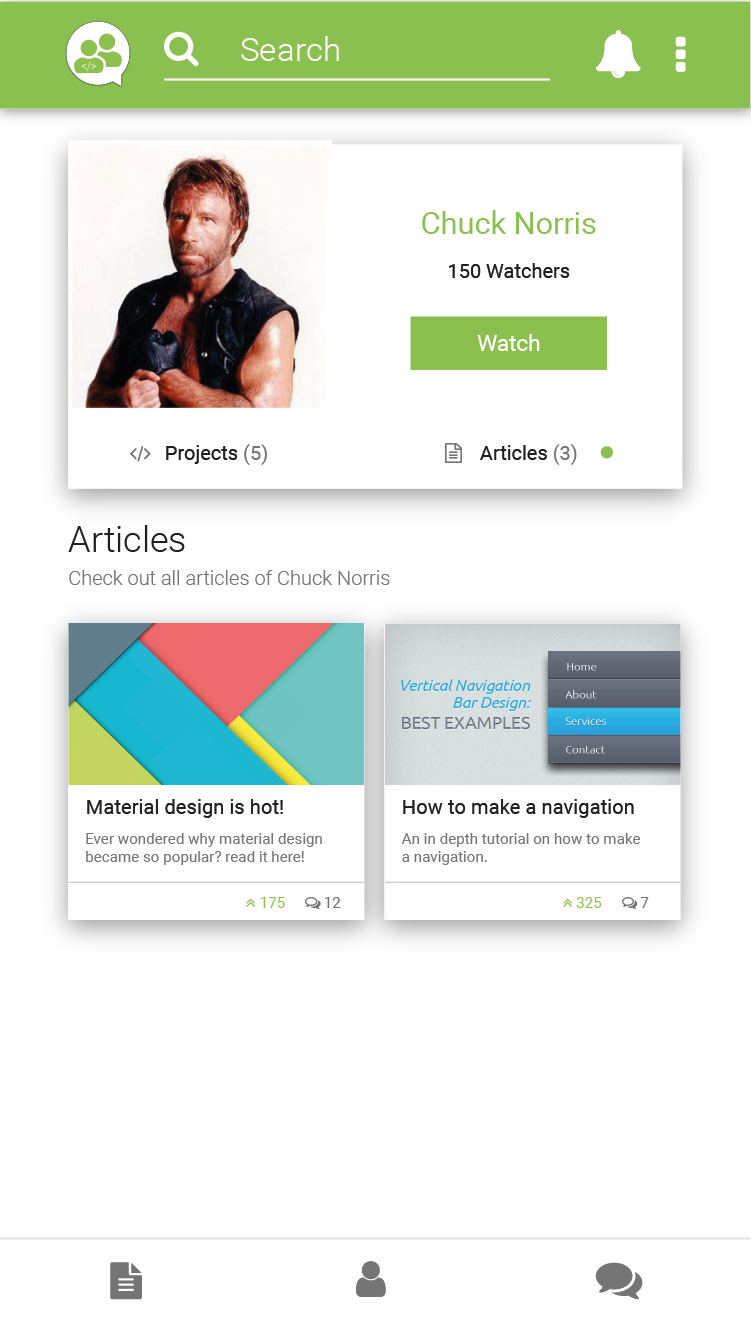 </>
Search
Chuck Norris
150 Watchers
Watch
</> Projects (5)
Articles (3)
Articles
Check out all articles of Chuck Norris
Vertical Navigation
Bar Design:
BEST EXAMPLES
Home
About
Services
Contact
Material design is hot!
Ever wondered why material design
became so popular? read it here!
175 12
How to make a navigation
An in depth tutorial on how to make
a navigation.
325 7